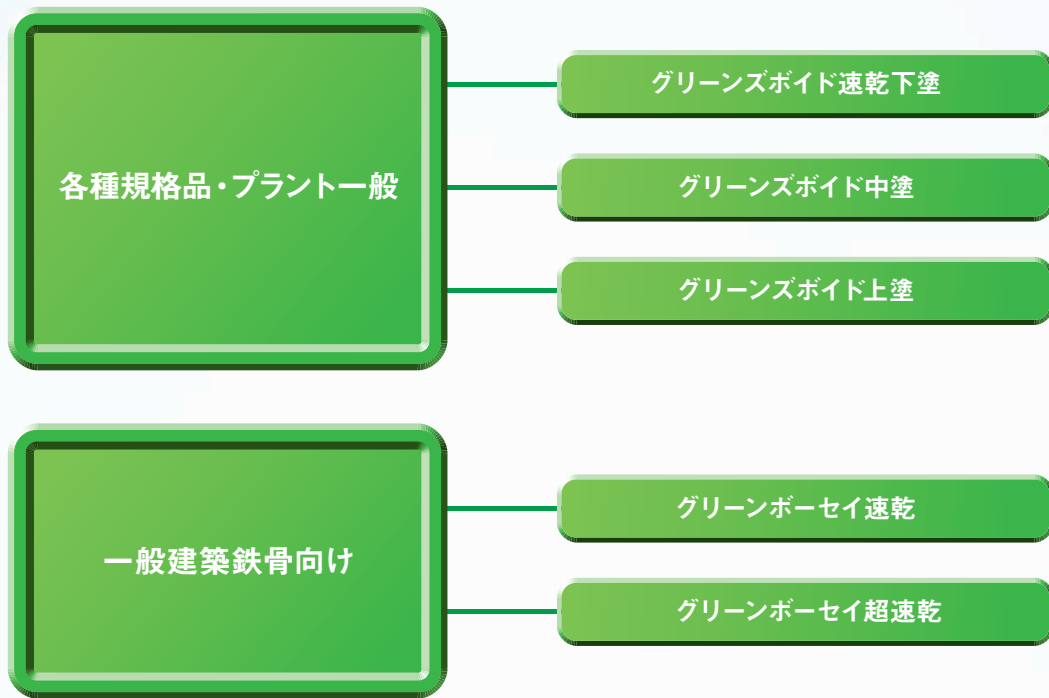 各種規格品・プラント一般
グリーンズボイド速乾下塗
グリーンズボイド中塗
グリーンズボイド上塗
一般建築鉄骨向け
グリーンボーセイ速乾
グリーンボーセイ超速乾